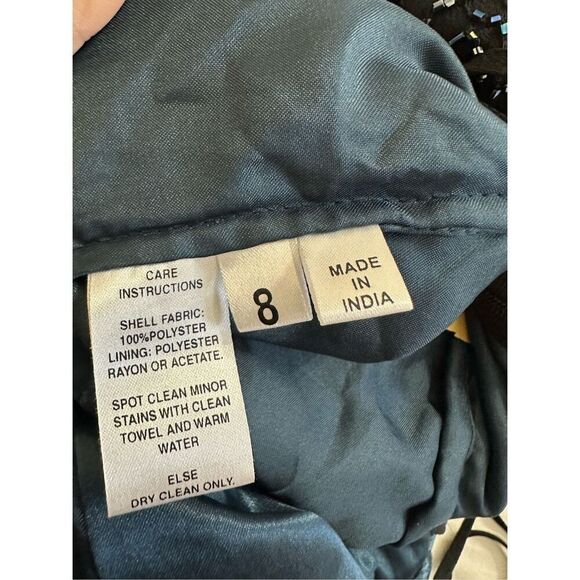 CARE
INSTRUCTIONS
SHELL FABRIC:
100%POLYSTER
LINING: POLYESTER
RAYON OR ACETATE.
SPOT CLEAN MINOR
STAINS WITH CLEAN
TOWEL AND WARM
WATER
ELSE
DRY CLEAN ONLY.
8
MADE
IN
INDIA